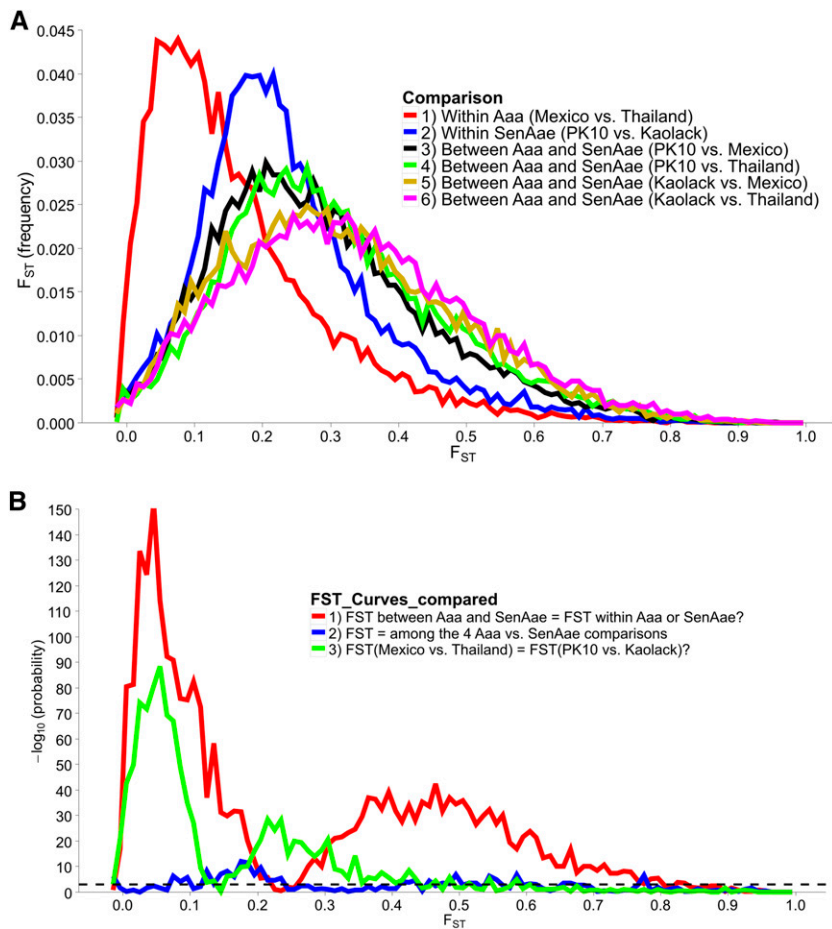 A
0.045
0.040
0.035
0.030
0.025
0.020
0.015
0.010
0.005
0.000
F_ST (frequency)
Comparison
1) Within Aaa (Mexico vs. Thailand)
2) Within SenAae (PK10 vs. Kaolack)
3) Between Aaa and SenAae (PK10 vs. Mexico)
4) Between Aaa and SenAae (PK10 vs. Thailand)
5) Between Aaa and SenAae (Kaolack vs. Mexico)
6) Between Aaa and SenAae (Kaolack vs. Thailand)
0.0 0.1 0.2 0.3 0.4 0.5 0.6 0.7 0.8 0.9 1.0
F_ST
B
150
140
130
120
110
100
90
80
70
60
50
40
30
20
10
0
−log₁₀ (probability)
FST_Curves_compared
1) FST between Aaa and SenAae = FST within Aaa or SenAae?
2) FST = among the 4 Aaa vs. SenAae comparisons
3) FST(Mexico vs. Thailand) = FST(PK10 vs. Kaolack)?
0.0 0.1 0.2 0.3 0.4 0.5 0.6 0.7 0.8 0.9 1.0
F_ST